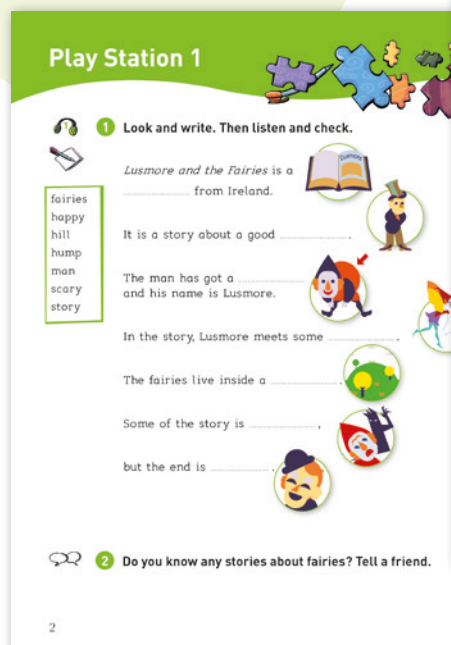 Play Station 1
1 Look and write. Then listen and check.
fairies
happy
hill
hump
man
scary
story
Lusmore and the Fairies is a
.................... from Ireland.
It is a story about a good .................... .
The man has got a ....................
and his name is Lusmore.
In the story, Lusmore meets some .................... .
The fairies live inside a .................... .
Some of the story is .................... ,
but the end is .................... .
2 Do you know any stories about fairies? Tell a friend.
2